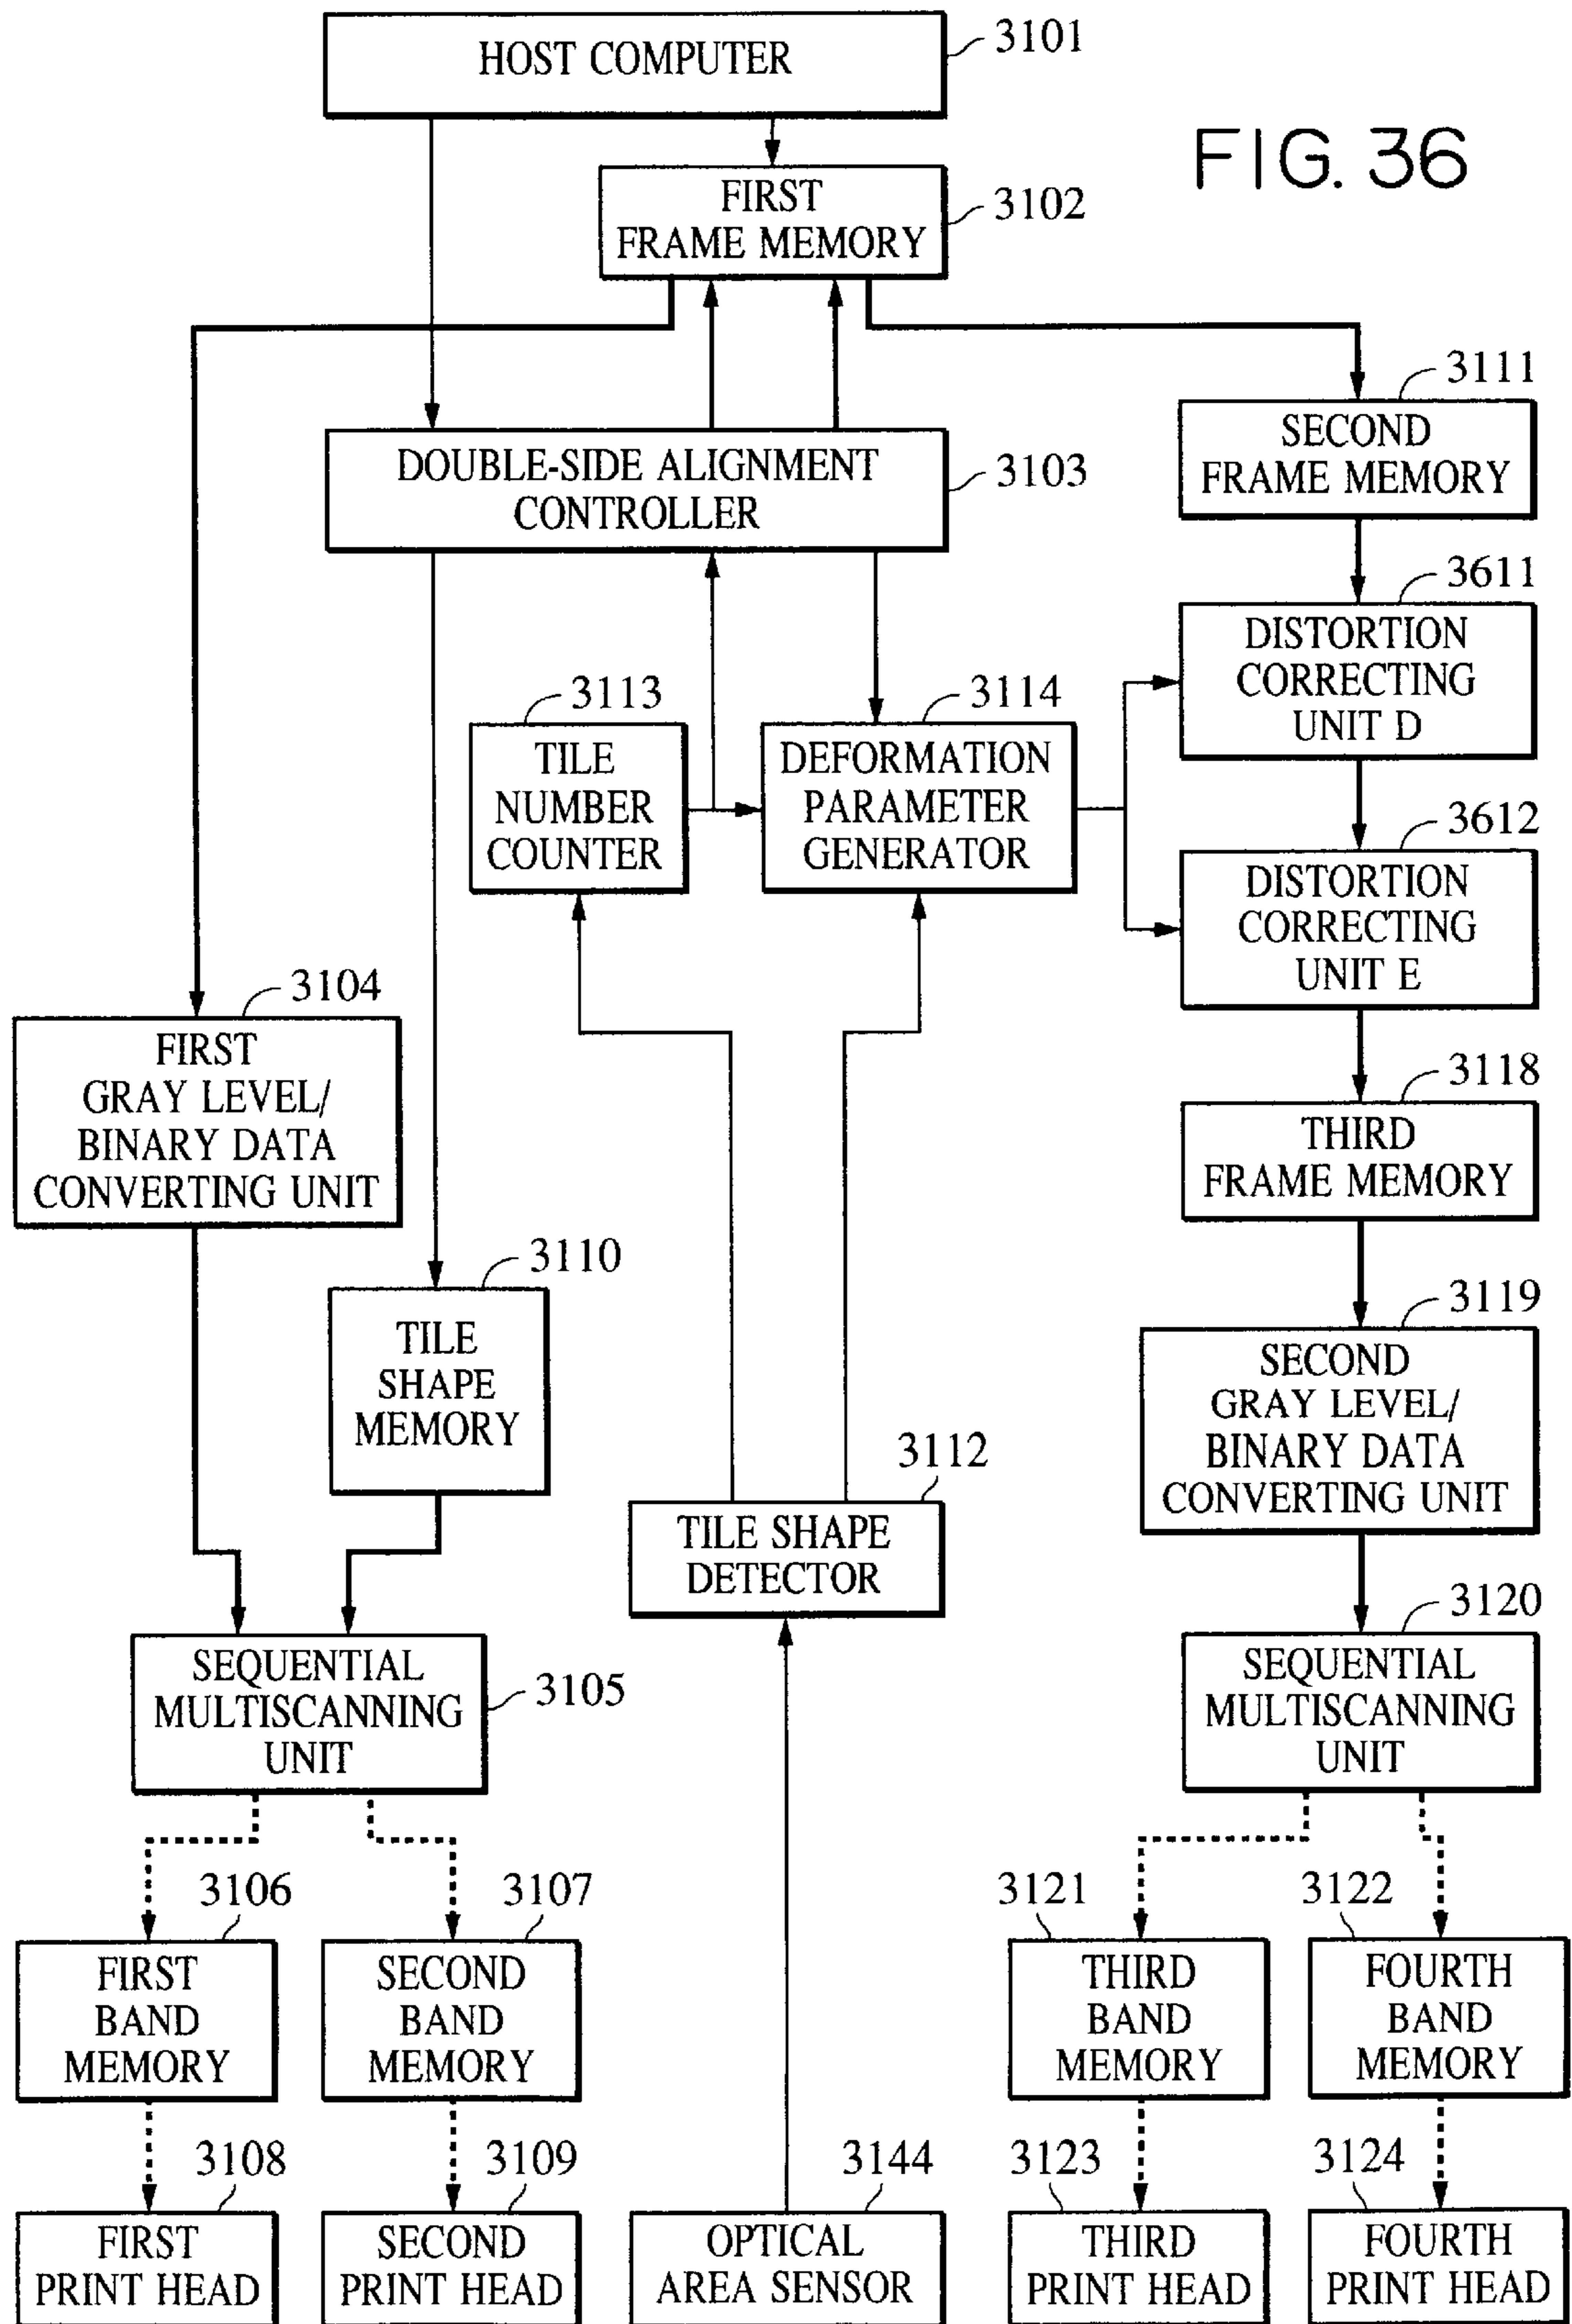 HOST COMPUTER
3101
FIG. 36
FIRST
FRAME MEMORY
3102
3111
SECOND
FRAME MEMORY
DOUBLE-SIDE ALIGNMENT
CONTROLLER
3103
3611
DISTORTION
CORRECTING
UNIT D
3113
TILE
NUMBER
COUNTER
3114
DEFORMATION
PARAMETER
GENERATOR
3612
DISTORTION
CORRECTING
UNIT E
3104
FIRST
GRAY LEVEL/
BINARY DATA
CONVERTING UNIT
3118
THIRD
FRAME MEMORY
3110
TILE
SHAPE
MEMORY
3119
SECOND
GRAY LEVEL/
BINARY DATA
CONVERTING UNIT
3112
TILE SHAPE
DETECTOR
SEQUENTIAL
MULTISCANNING
UNIT
3105
3120
SEQUENTIAL
MULTISCANNING
UNIT
3106
FIRST
BAND
MEMORY
3107
SECOND
BAND
MEMORY
3121
THIRD
BAND
MEMORY
3122
FOURTH
BAND
MEMORY
3108
FIRST
PRINT HEAD
3109
SECOND
PRINT HEAD
3144
OPTICAL
AREA SENSOR
3123
THIRD
PRINT HEAD
3124
FOURTH
PRINT HEAD